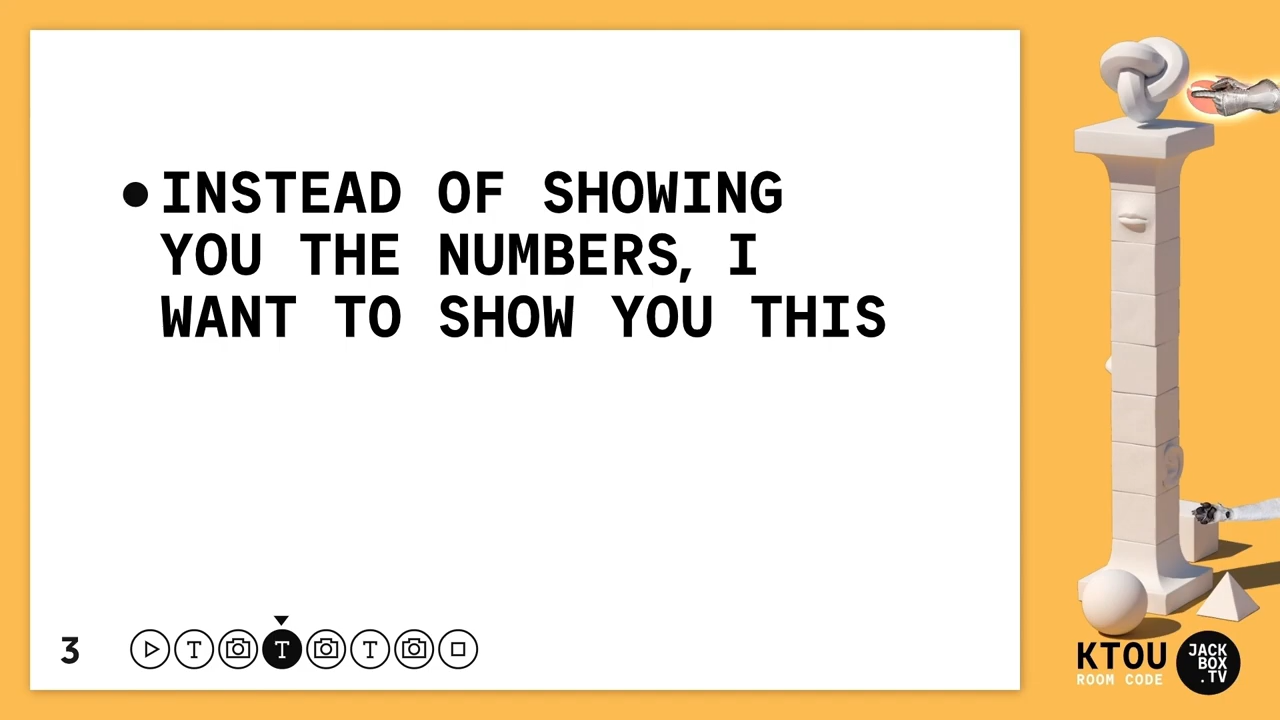 ● INSTEAD OF SHOWING
YOU THE NUMBERS, I
WANT TO SHOW YOU THIS
3
T
T
T
KTOU
ROOM CODE
JACK
BOX
.TV